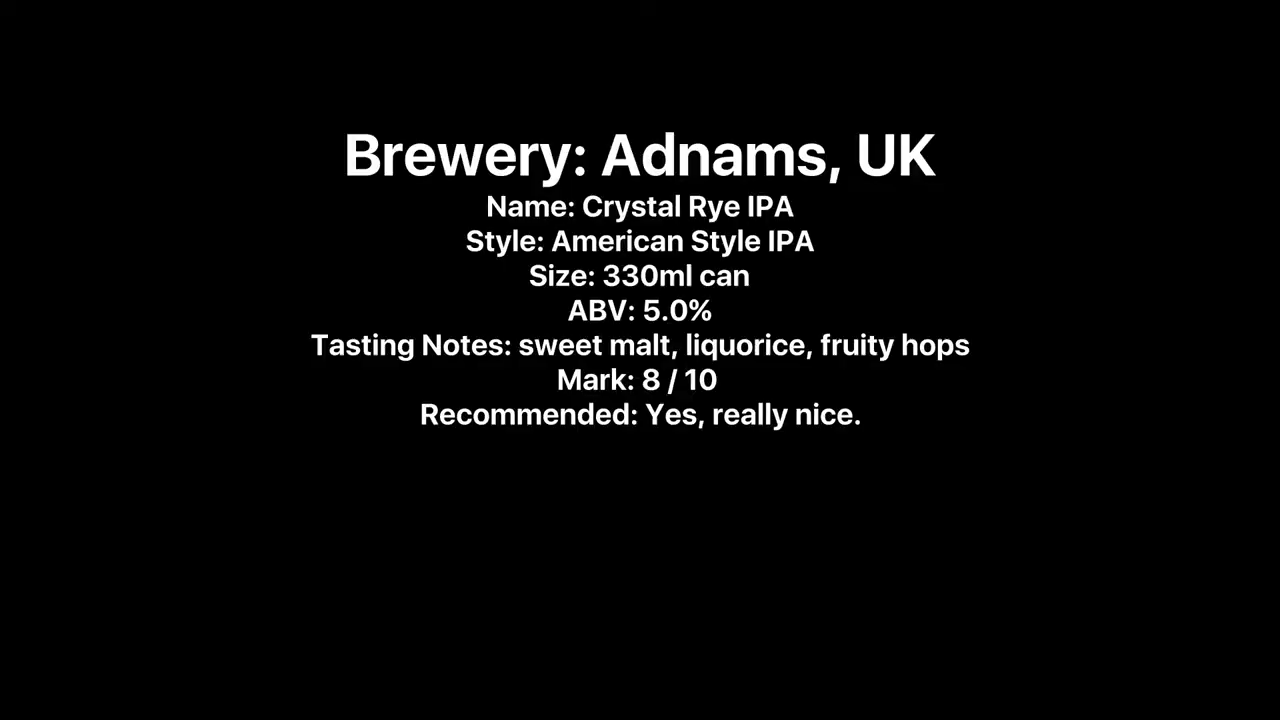 Brewery: Adnams, UK
Name: Crystal Rye IPA
Style: American Style IPA
Size: 330ml can
ABV: 5.0%
Tasting Notes: sweet malt, liquorice, fruity hops
Mark: 8 / 10
Recommended: Yes, really nice.